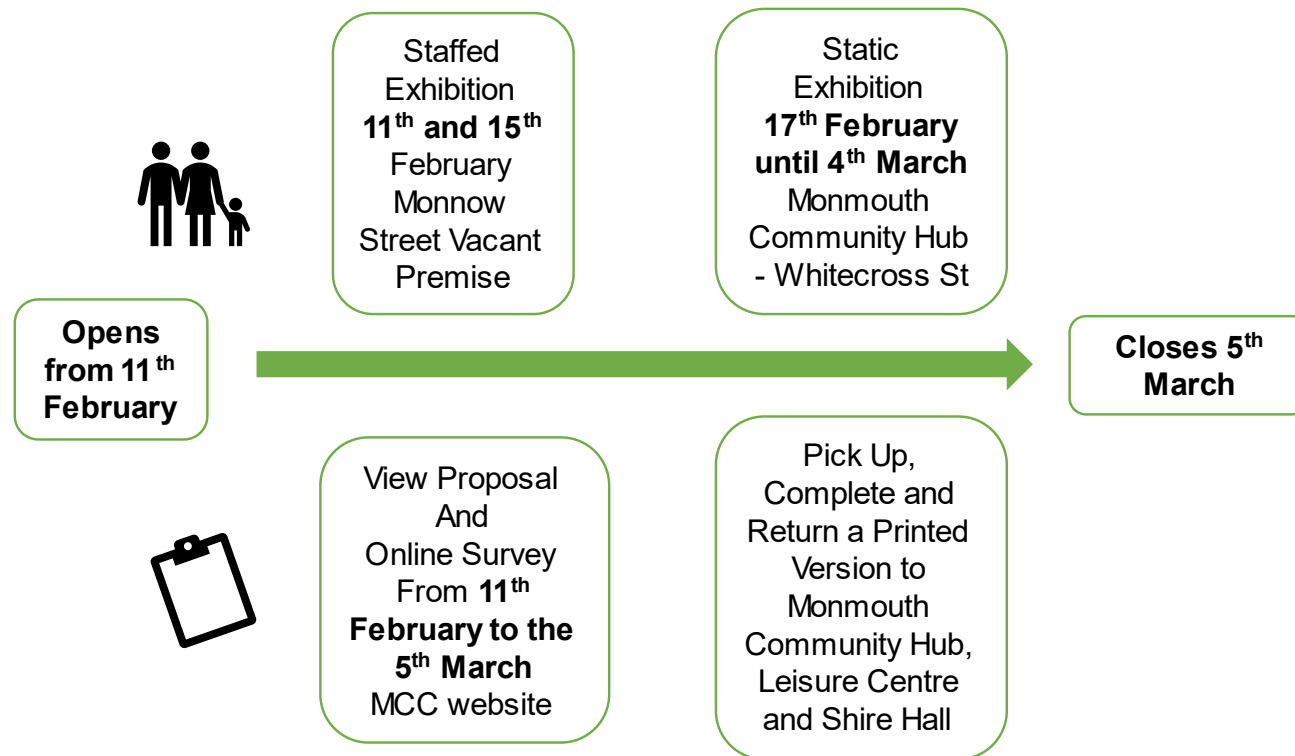 Staffed
Exhibition
11th and 15th
February
Monnow
Street Vacant
Premise
Static
Exhibition
17th February
until 4th March
Monmouth
Community Hub
- Whitecross St
Opens
from 11th
February
Closes 5th
March
View Proposal
And
Online Survey
From 11th
February to the
5th March
MCC website
Pick Up,
Complete and
Return a Printed
Version to
Monmouth
Community Hub,
Leisure Centre
and Shire Hall